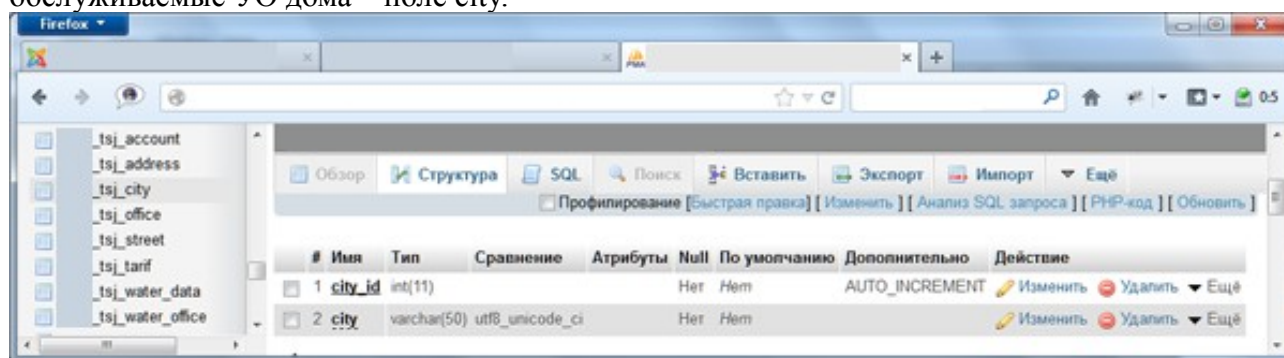 обслуживаемые УО дома – поле city.
Firefox
PMA
0:5
_tsj_account
_tsj_address
_tsj_city
_tsj_office
_tsj_street
_tsj_tarif
_tsj_water_data
_tsj_water_office
Обзор Структура SQL Поиск Вставить Экспорт Импорт Ещё
Профилирование [Быстрая правка] [ Изменить ] [ Анализ SQL запроса ] [ PHP-код ] [ Обновить ]
# Имя Тип Сравнение Атрибуты Null По умолчанию Дополнительно Действие
1 city_id int(11) Нет Нет AUTO_INCREMENT Изменить Удалить Ещё
2 city varchar(50) utf8_unicode_ci Нет Нет Изменить Удалить Ещё